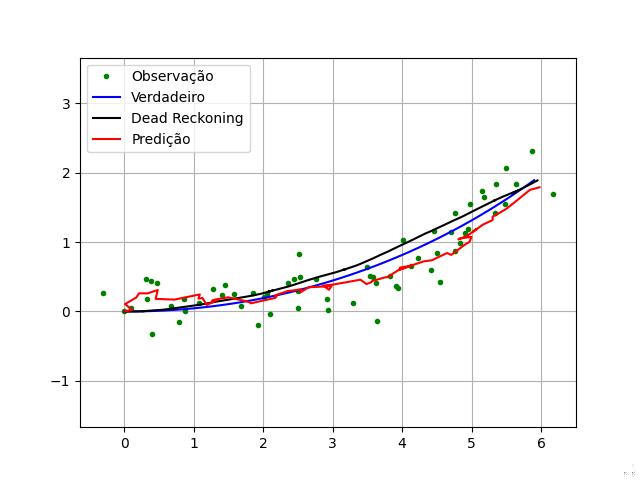 Observação
Verdadeiro
Dead Reckoning
Predição
3
2
1
0
−1
0 1 2 3 4 5 6